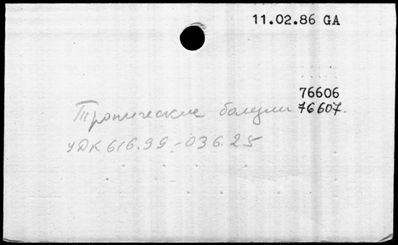 11.02.86 GA
76606
Тропические болезни 76607.
УДК 616.99-036.25